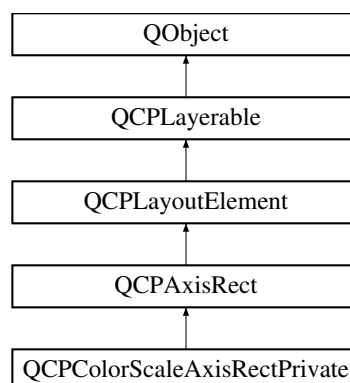 QObject
QCPLayerable
QCPLayoutElement
QCPAxisRect
QCPColorScaleAxisRectPrivate